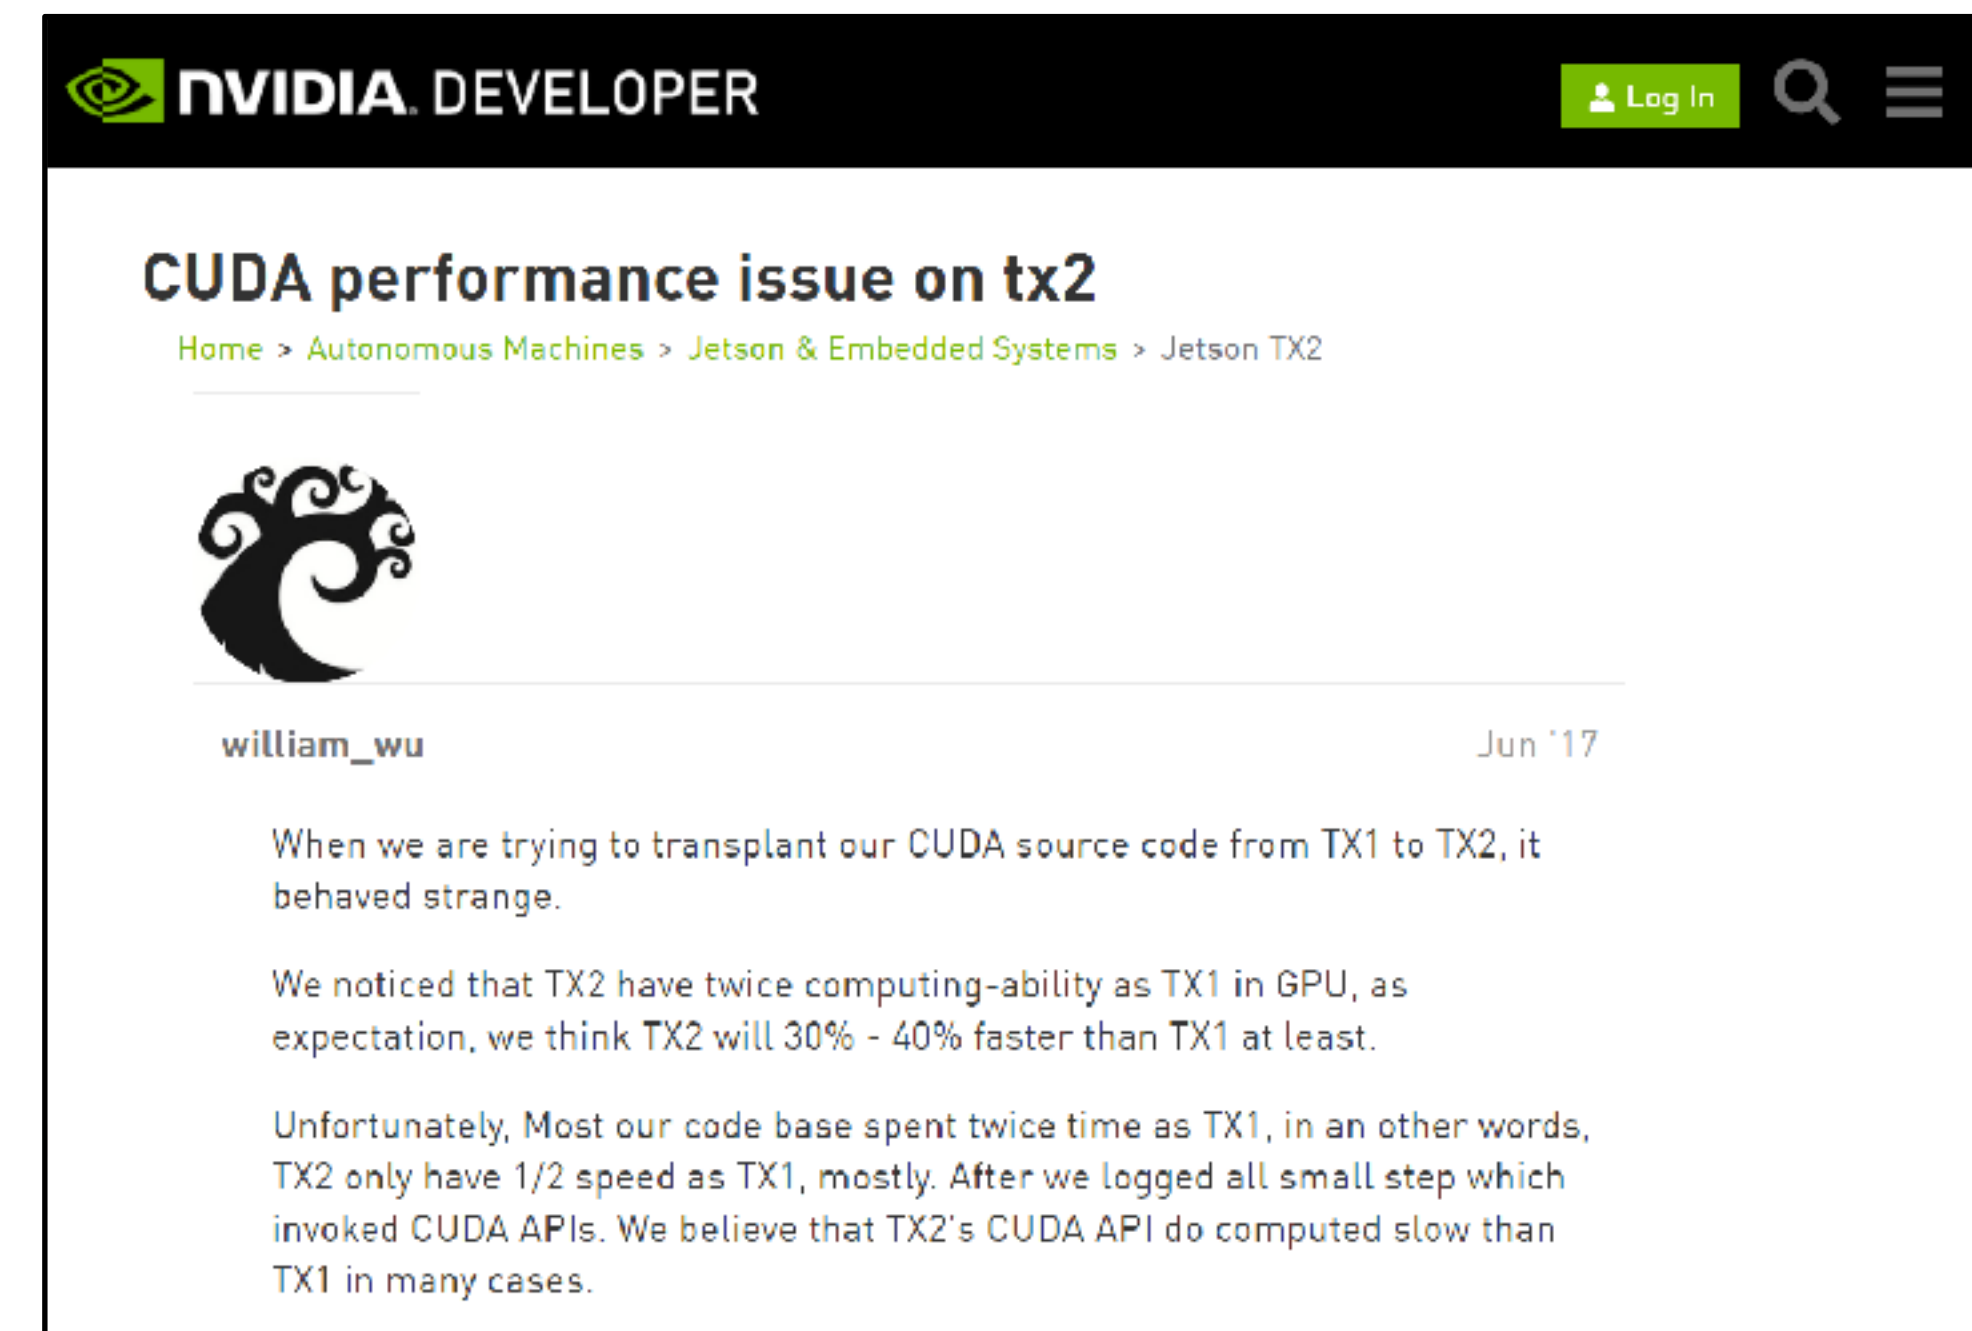 NVIDIA. DEVELOPER
Log In
CUDA performance issue on tx2
Home > Autonomous Machines > Jetson & Embedded Systems > Jetson TX2
william_wu
Jun '17
When we are trying to transplant our CUDA source code from TX1 to TX2, it
behaved strange.
We noticed that TX2 have twice computing-ability as TX1 in GPU, as
expectation, we think TX2 will 30% - 40% faster than TX1 at least.
Unfortunately, Most our code base spent twice time as TX1, in an other words,
TX2 only have 1/2 speed as TX1, mostly. After we logged all small step which
invoked CUDA APIs. We believe that TX2's CUDA API do computed slow than
TX1 in many cases.